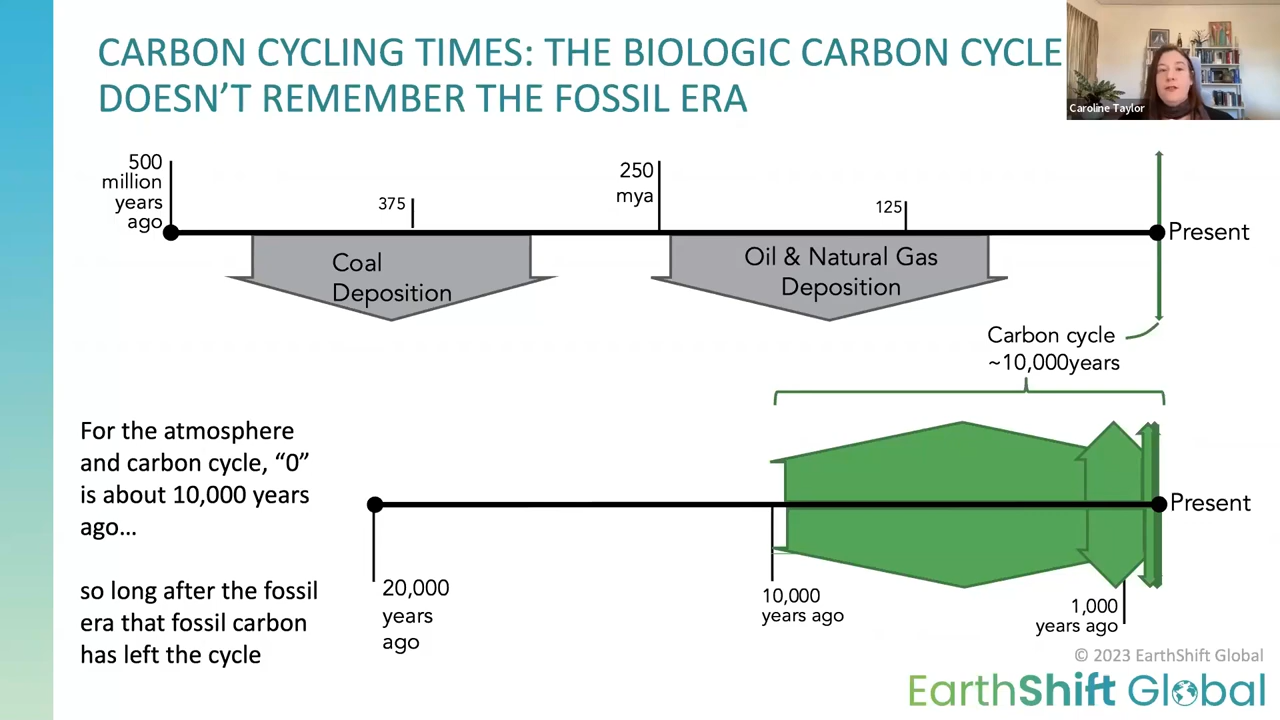 CARBON CYCLING TIMES: THE BIOLOGIC CARBON CYCLE
DOESN'T REMEMBER THE FOSSIL ERA
Caroline Taylor
500
million
years
ago
375
250
mya
125
Present
Coal
Deposition
Oil & Natural Gas
Deposition
Carbon cycle
~10,000years
For the atmosphere
and carbon cycle, “0”
is about 10,000 years
ago...
so long after the fossil
era that fossil carbon
has left the cycle
Present
20,000
years
ago
10,000
years ago
1,000
years ago
© 2023 EarthShift Global
EarthShift Global